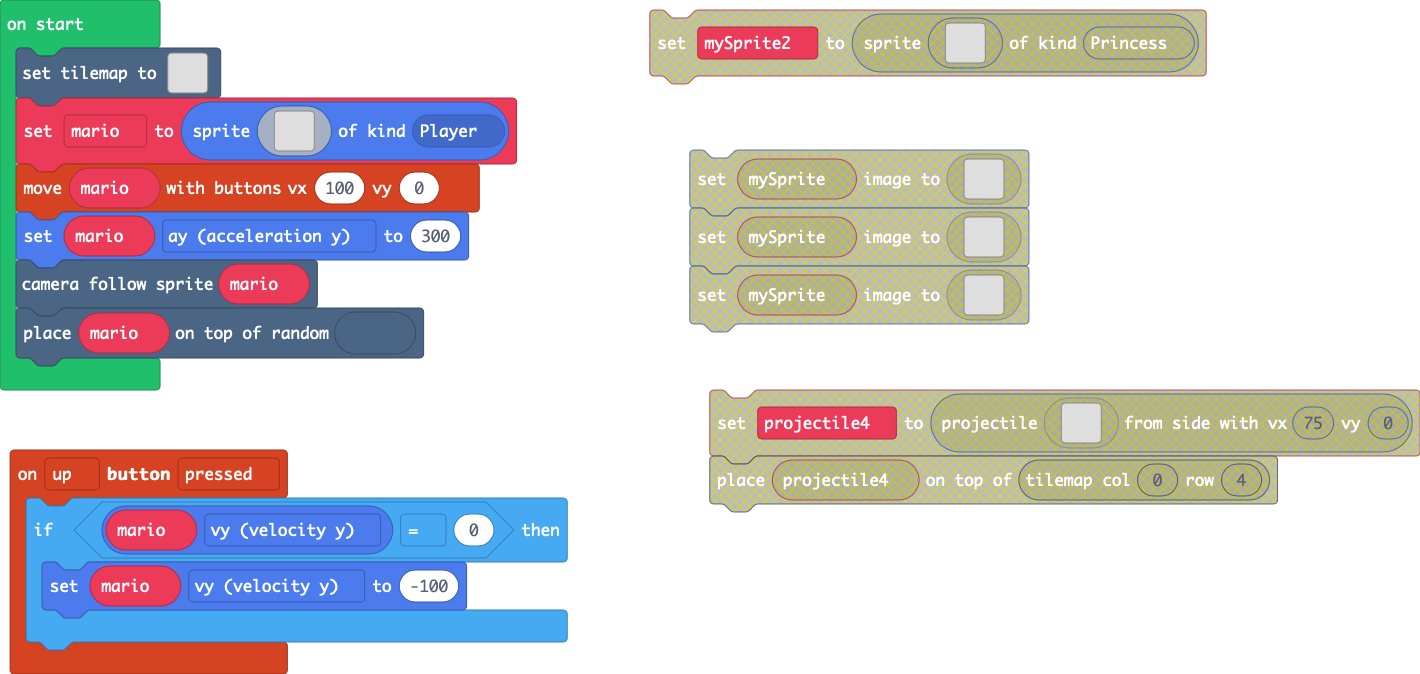 on start
set tilemap to
set mario to sprite of kind Player
move mario with buttons vx 100 vy 0
set mario ay (acceleration y) to 300
camera follow sprite mario
place mario on top of random
on up button pressed
if mario vy (velocity y) = 0 then
set mario vy (velocity y) to -100
set mySprite2 to sprite of kind Princess
set mySprite image to
set mySprite image to
set mySprite image to
set projectile4 to projectile from side with vx 75 vy 0
place projectile4 on top of tilemap col 0 row 4